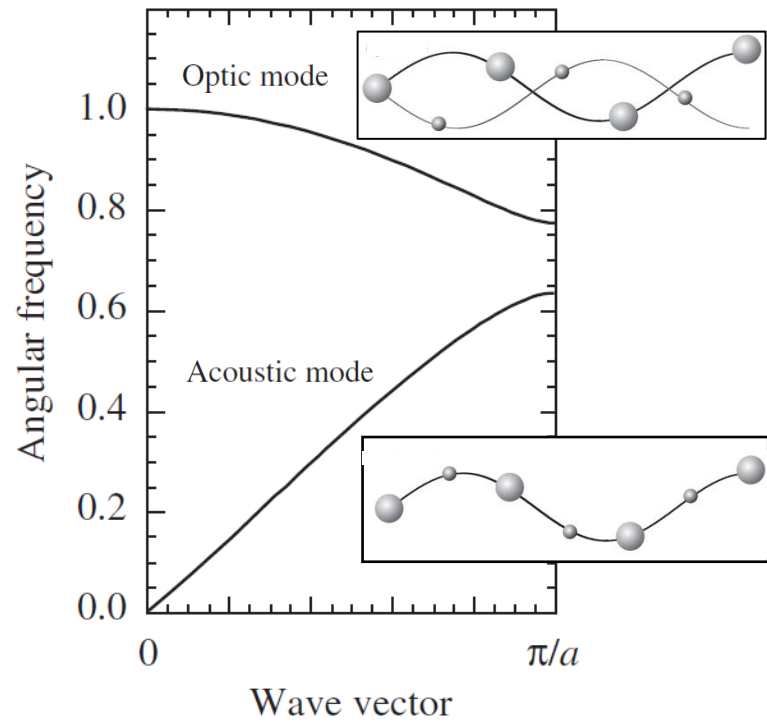 Optic mode
1.0
0.8
0.6
Acoustic mode
0.4
0.2
0.0
0
π/a
Wave vector
Angular frequency